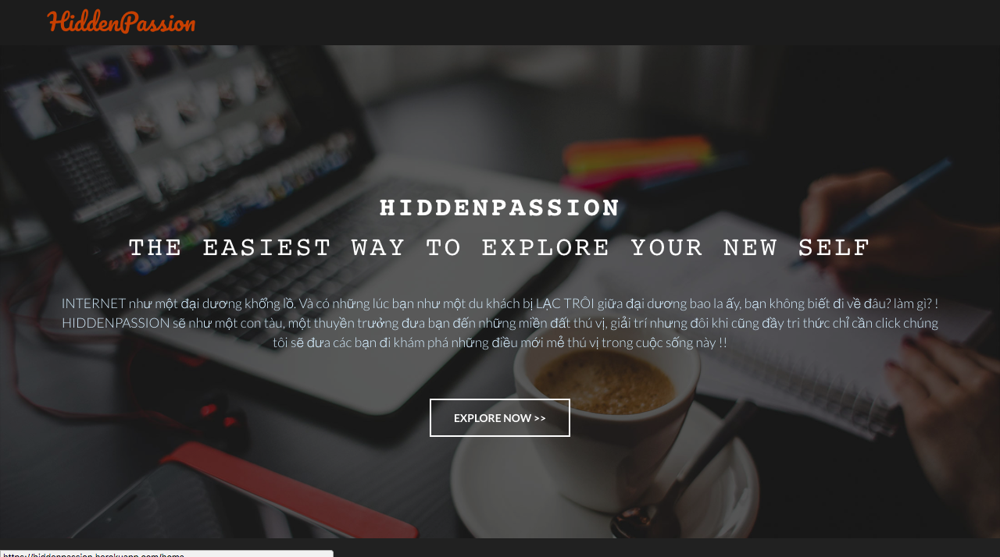 HiddenPassion
HIDDENPASSION
THE EASIEST WAY TO EXPLORE YOUR NEW SELF
INTERNET như một đại dương khổng lồ. Và có những lúc bạn như một du khách bị LẠC TRÔI giữa đại dương bao la ấy, bạn không biết đi về đâu? làm gì? !
HIDDENPASSION sẽ như một con tàu, một thuyền trưởng đưa bạn đến những miền đất thú vị, giải trí nhưng đôi khi cũng đầy tri thức chỉ cần click chúng
tôi sẽ đưa các bạn đi khám phá những điều mới mẻ thú vị trong cuộc sống này !!
EXPLORE NOW >>
https://hiddenpassion.herokuapp.com/home